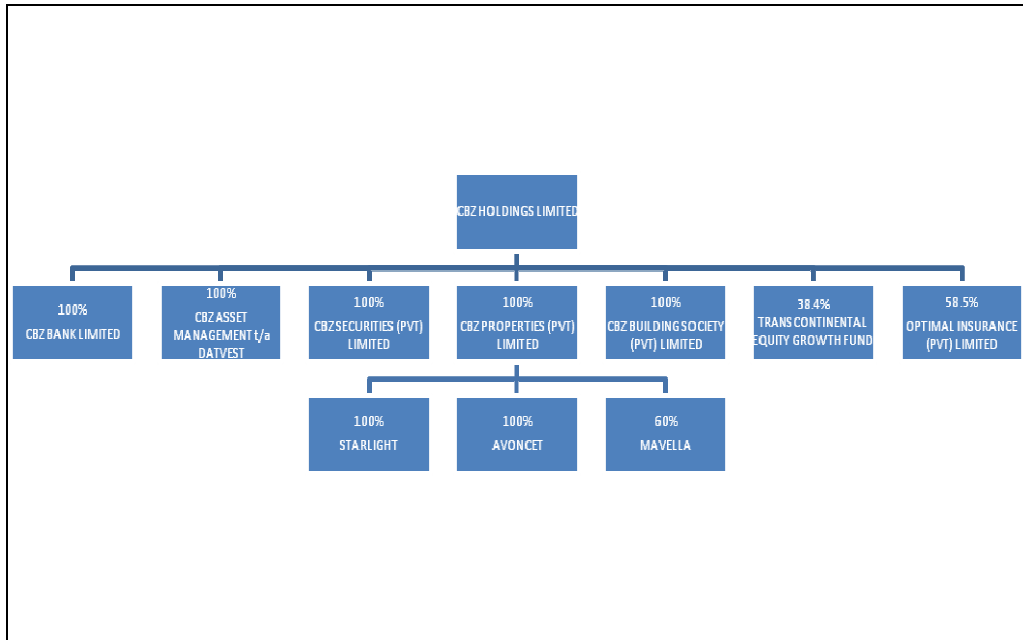 CBZ HOLDINGS LIMITED
100%
CBZ BANK LIMITED
100%
CBZ ASSET
MANAGEMENT t/a
DATVEST
100%
CBZ SECURITIES (PVT)
LIMITED
100%
CBZ PROPERTIES (PVT)
LIMITED
100%
CBZ BUILDING SOCIETY
(PVT) LIMITED
38.4%
TRANS CONTINENTAL
EQUITY GROWTH FUND
58.5%
OPTIMAL INSURANCE
(PVT) LIMITED
100%
STARLIGHT
100%
AVONCET
60%
MAVELLA